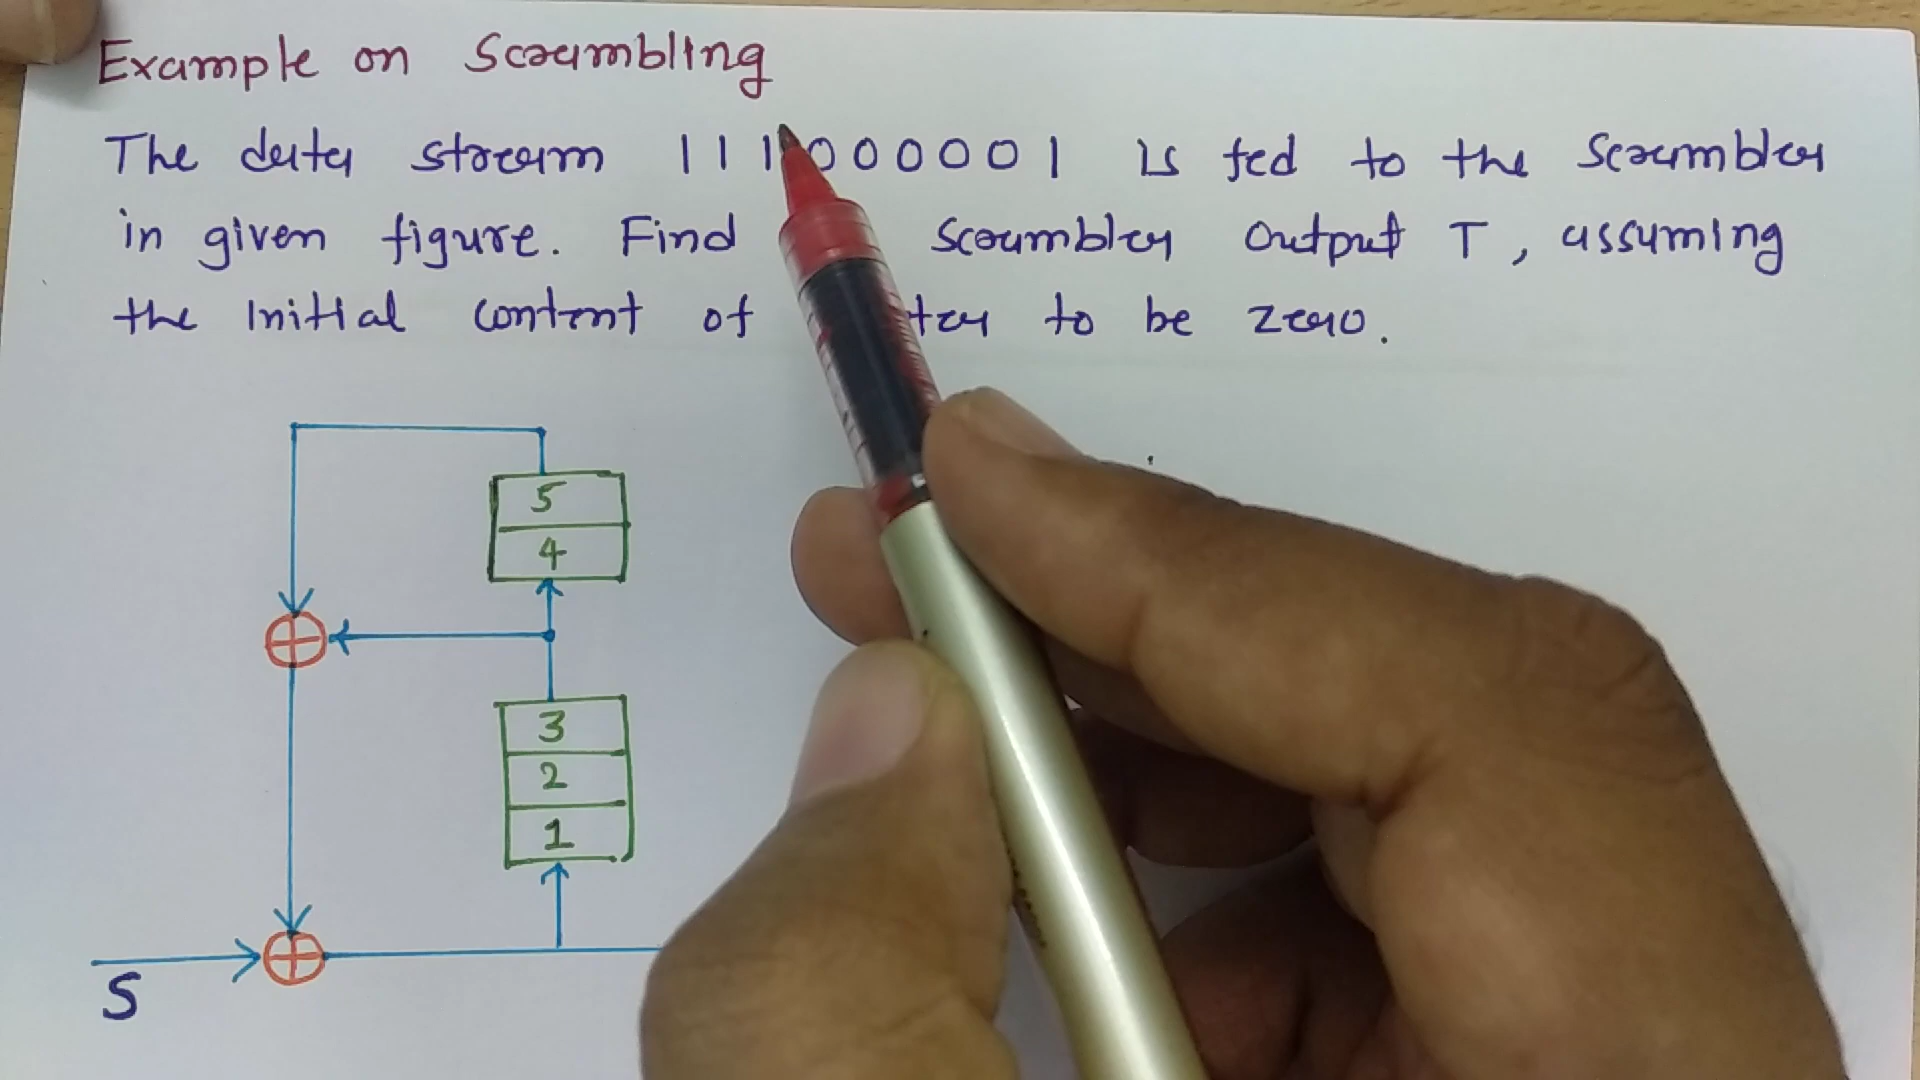 Example on Scrambling
The data stream 111000001 is fed to the scrambler
in given figure. Find scrambler output T, assuming
the initial content of to be zero.
5
4
3
2
1
S